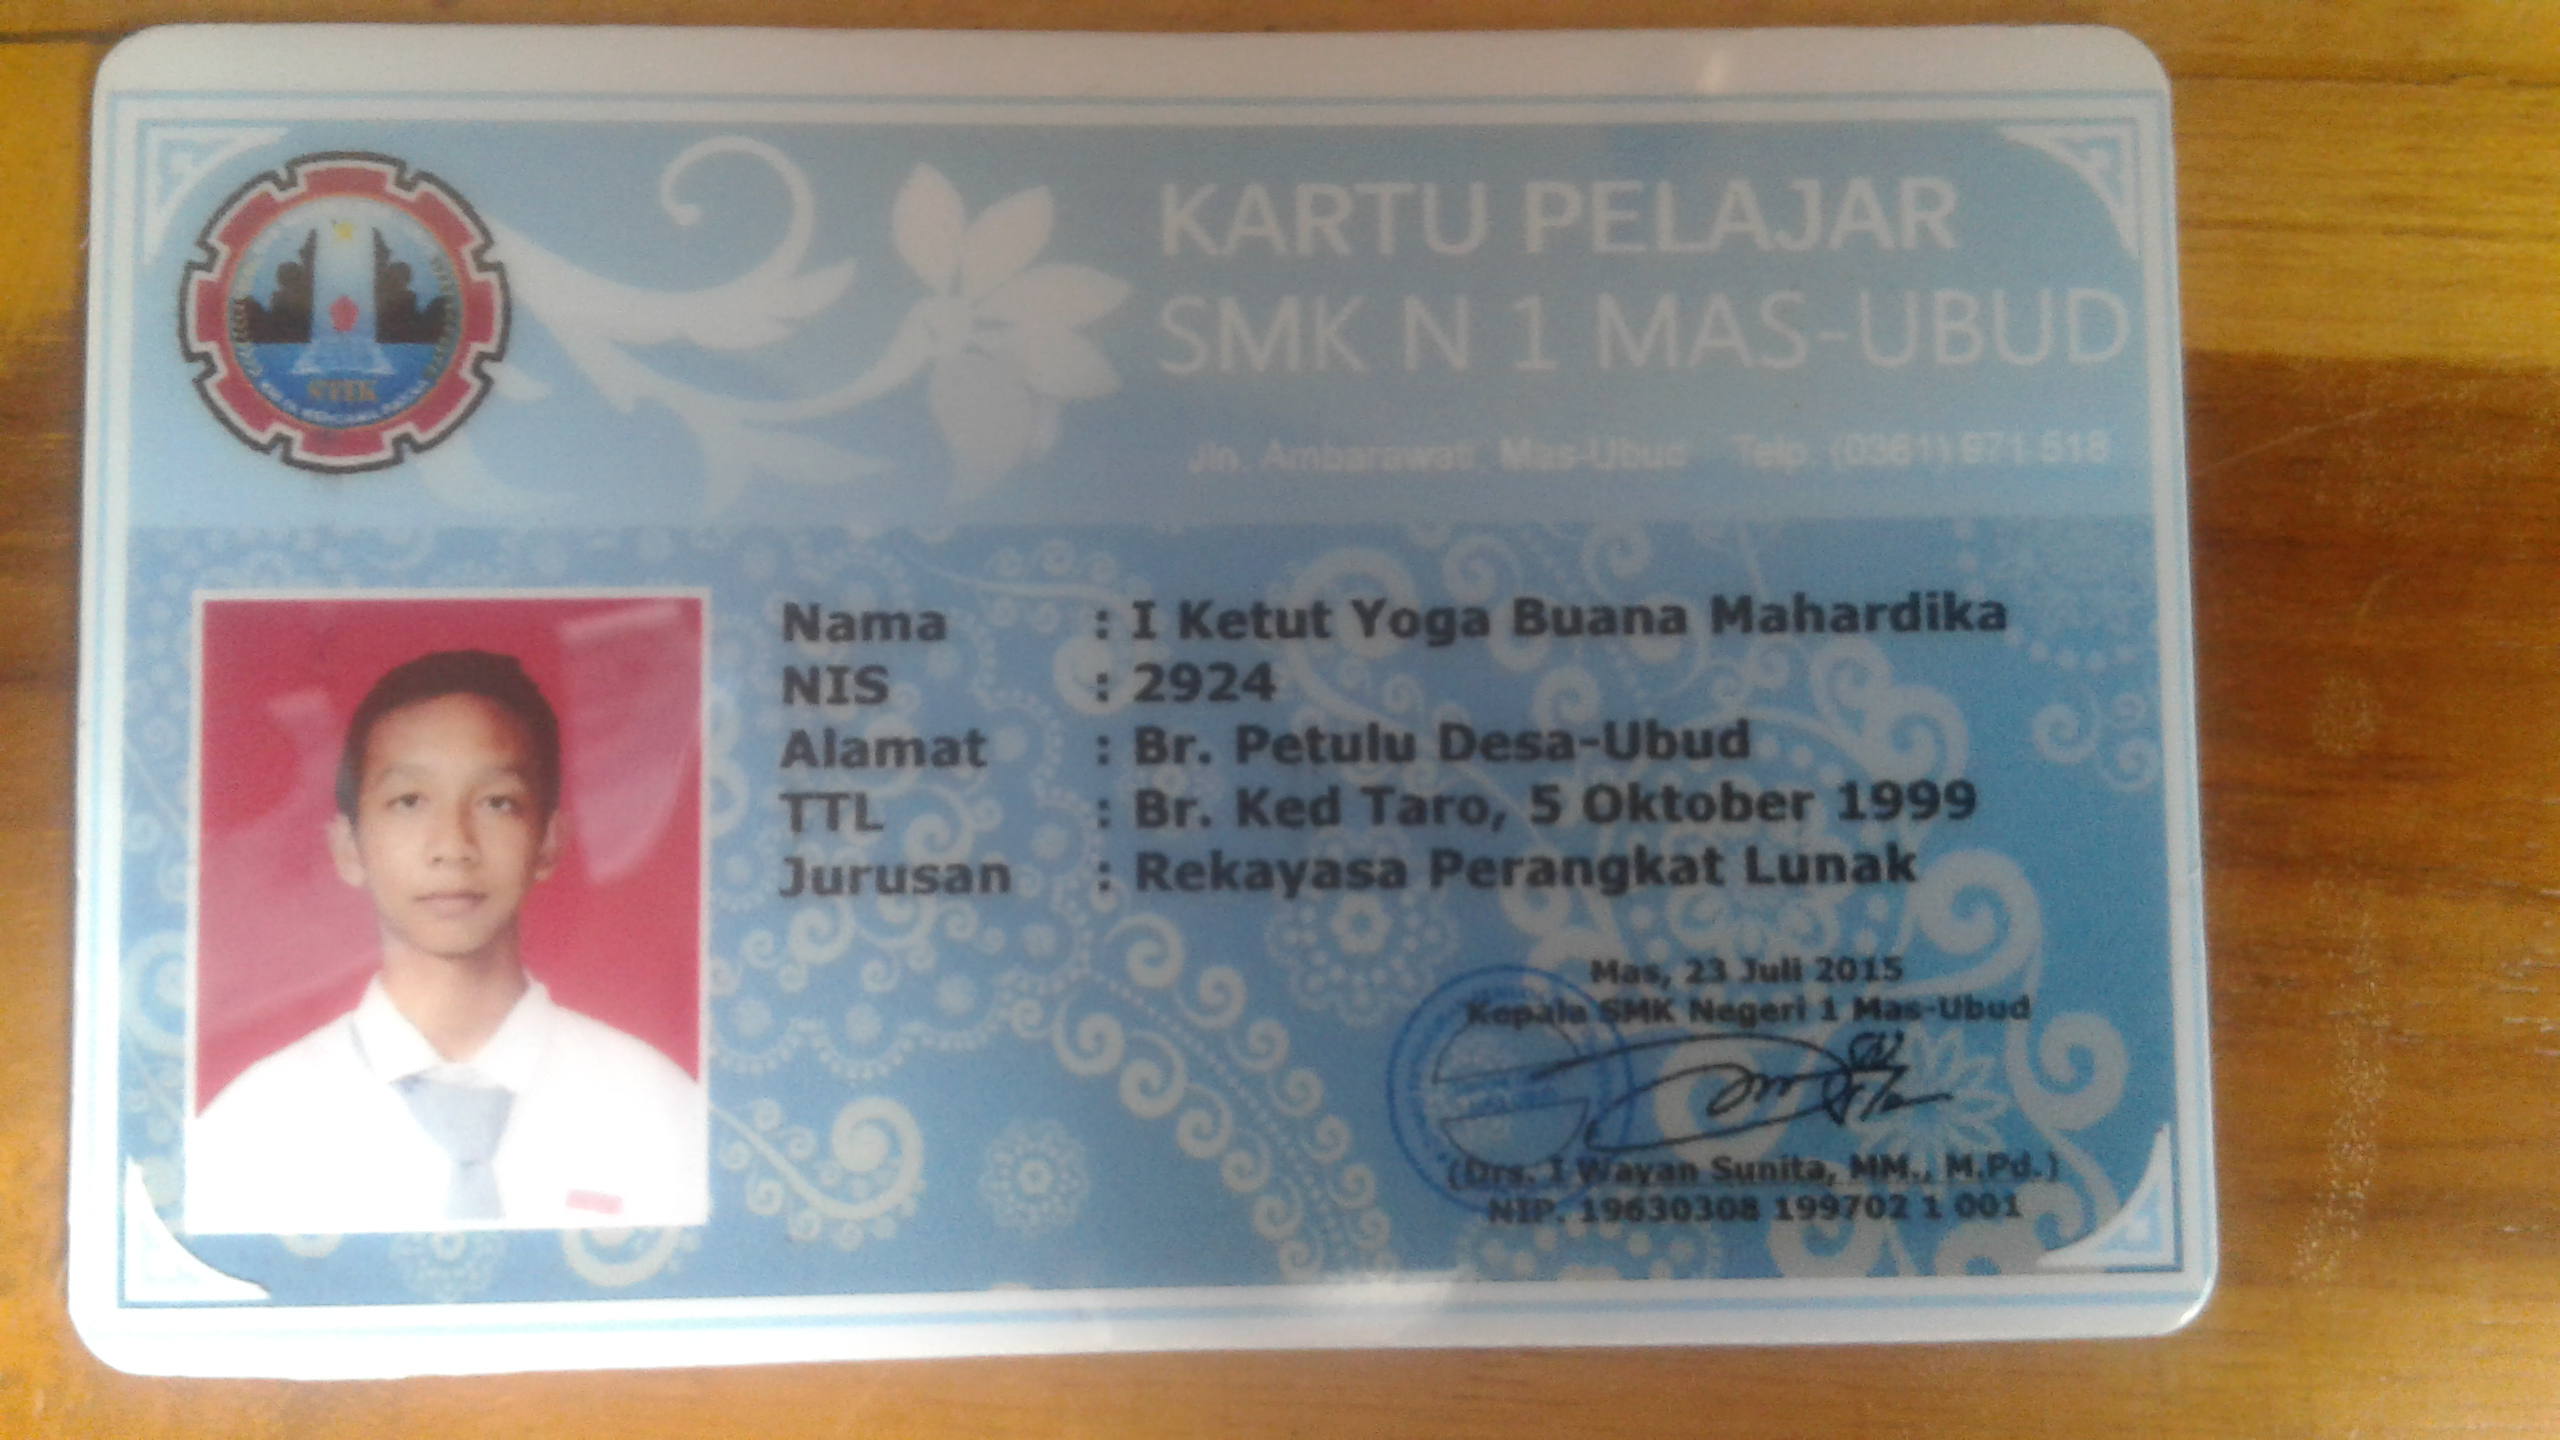 KARTU PELAJAR
SMK N 1 MAS-UBUD
Jln. Ambarawati, Mas-Ubud Telp. (0361) 971 518
Nama : I Ketut Yoga Buana Mahardika
NIS : 2924
Alamat : Br. Petulu Desa-Ubud
TTL : Br. Ked Taro, 5 Oktober 1999
Jurusan : Rekayasa Perangkat Lunak
Mas, 23 Juli 2015
Kepala SMK Negeri 1 Mas-Ubud
(Drs. I Wayan Sunita, MM., M.Pd.)
NIP. 19630308 199702 1 001